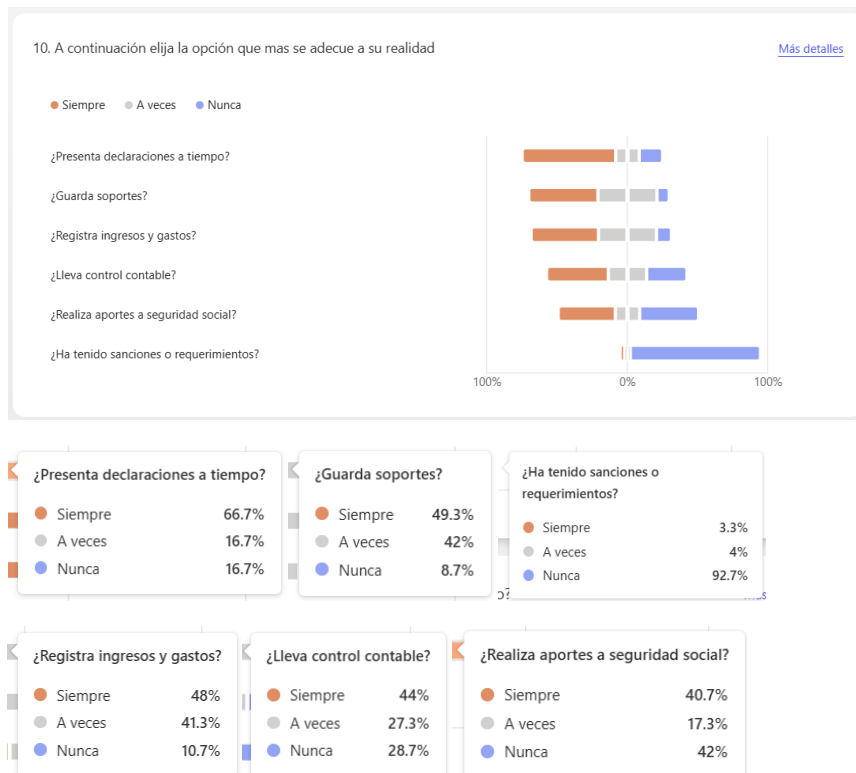 10. A continuación elija la opción que mas se adecue a su realidad
Más detalles
Siempre A veces Nunca
¿Presenta declaraciones a tiempo?
¿Guarda soportes?
¿Registra ingresos y gastos?
¿Lleva control contable?
¿Realiza aportes a seguridad social?
¿Ha tenido sanciones o requerimientos?
100% 0% 100%
¿Presenta declaraciones a tiempo?
Siempre 66.7%
A veces 16.7%
Nunca 16.7%
¿Guarda soportes?
Siempre 49.3%
A veces 42%
Nunca 8.7%
¿Ha tenido sanciones o
requerimientos?
Siempre 3.3%
A veces 4%
Nunca 92.7%
¿Registra ingresos y gastos?
Siempre 48%
A veces 41.3%
Nunca 10.7%
¿Lleva control contable?
Siempre 44%
A veces 27.3%
Nunca 28.7%
¿Realiza aportes a seguridad social?
Siempre 40.7%
A veces 17.3%
Nunca 42%